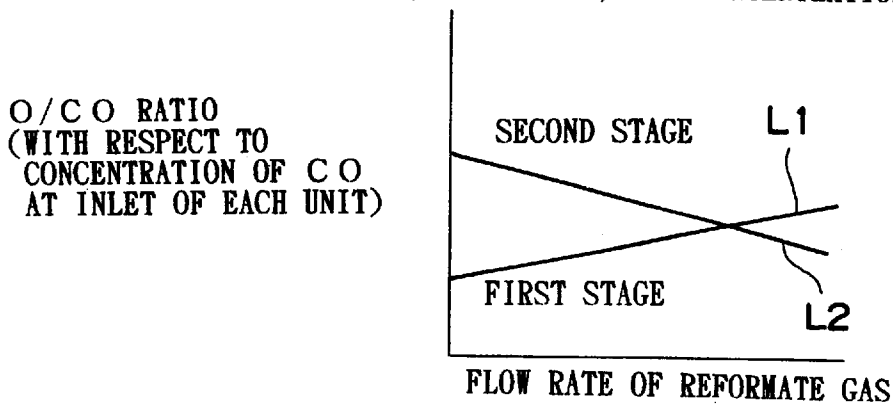 O/CO RATIO
(WITH RESPECT TO
CONCENTRATION OF CO
AT INLET OF EACH UNIT)
SECOND STAGE
L1
FIRST STAGE
L2
FLOW RATE OF REFORMATE GAS